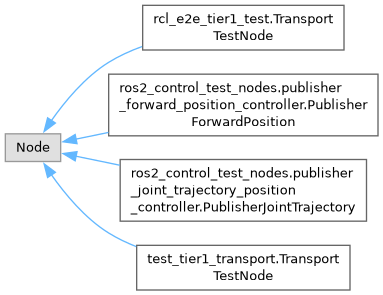 rcl_e2e_tier1_test.Transport
TestNode
ros2_control_test_nodes.publisher
_forward_position_controller.Publisher
ForwardPosition
Node
ros2_control_test_nodes.publisher
_joint_trajectory_position
_controller.PublisherJointTrajectory
test_tier1_transport.Transport
TestNode